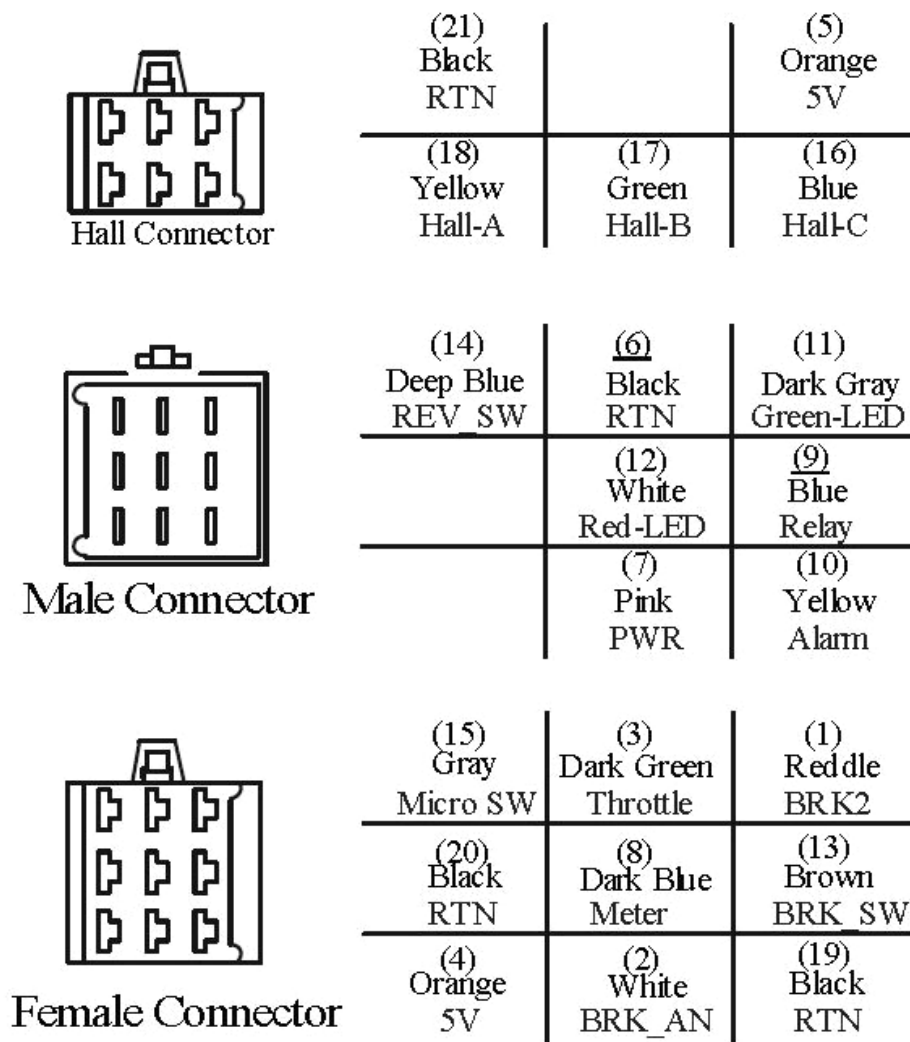 (21) (5)
Black Orange
RTN 5V
(18) (17) (16)
Yellow Green Blue
Hall-A Hall-B Hall-C
Hall Connector
(14) (6) (11)
Deep Blue Black Dark Gray
REV_SW RTN Green-LED
(12) (9)
White Blue
Red-LED Relay
(7) (10)
Pink Yellow
PWR Alarm
Male Connector
(15) (3) (1)
Gray Dark Green Reddle
Micro SW Throttle BRK2
(20) (8) (13)
Black Dark Blue Brown
RTN Meter BRK_SW
(4) (2) (19)
Orange White Black
5V BRK_AN RTN
Female Connector